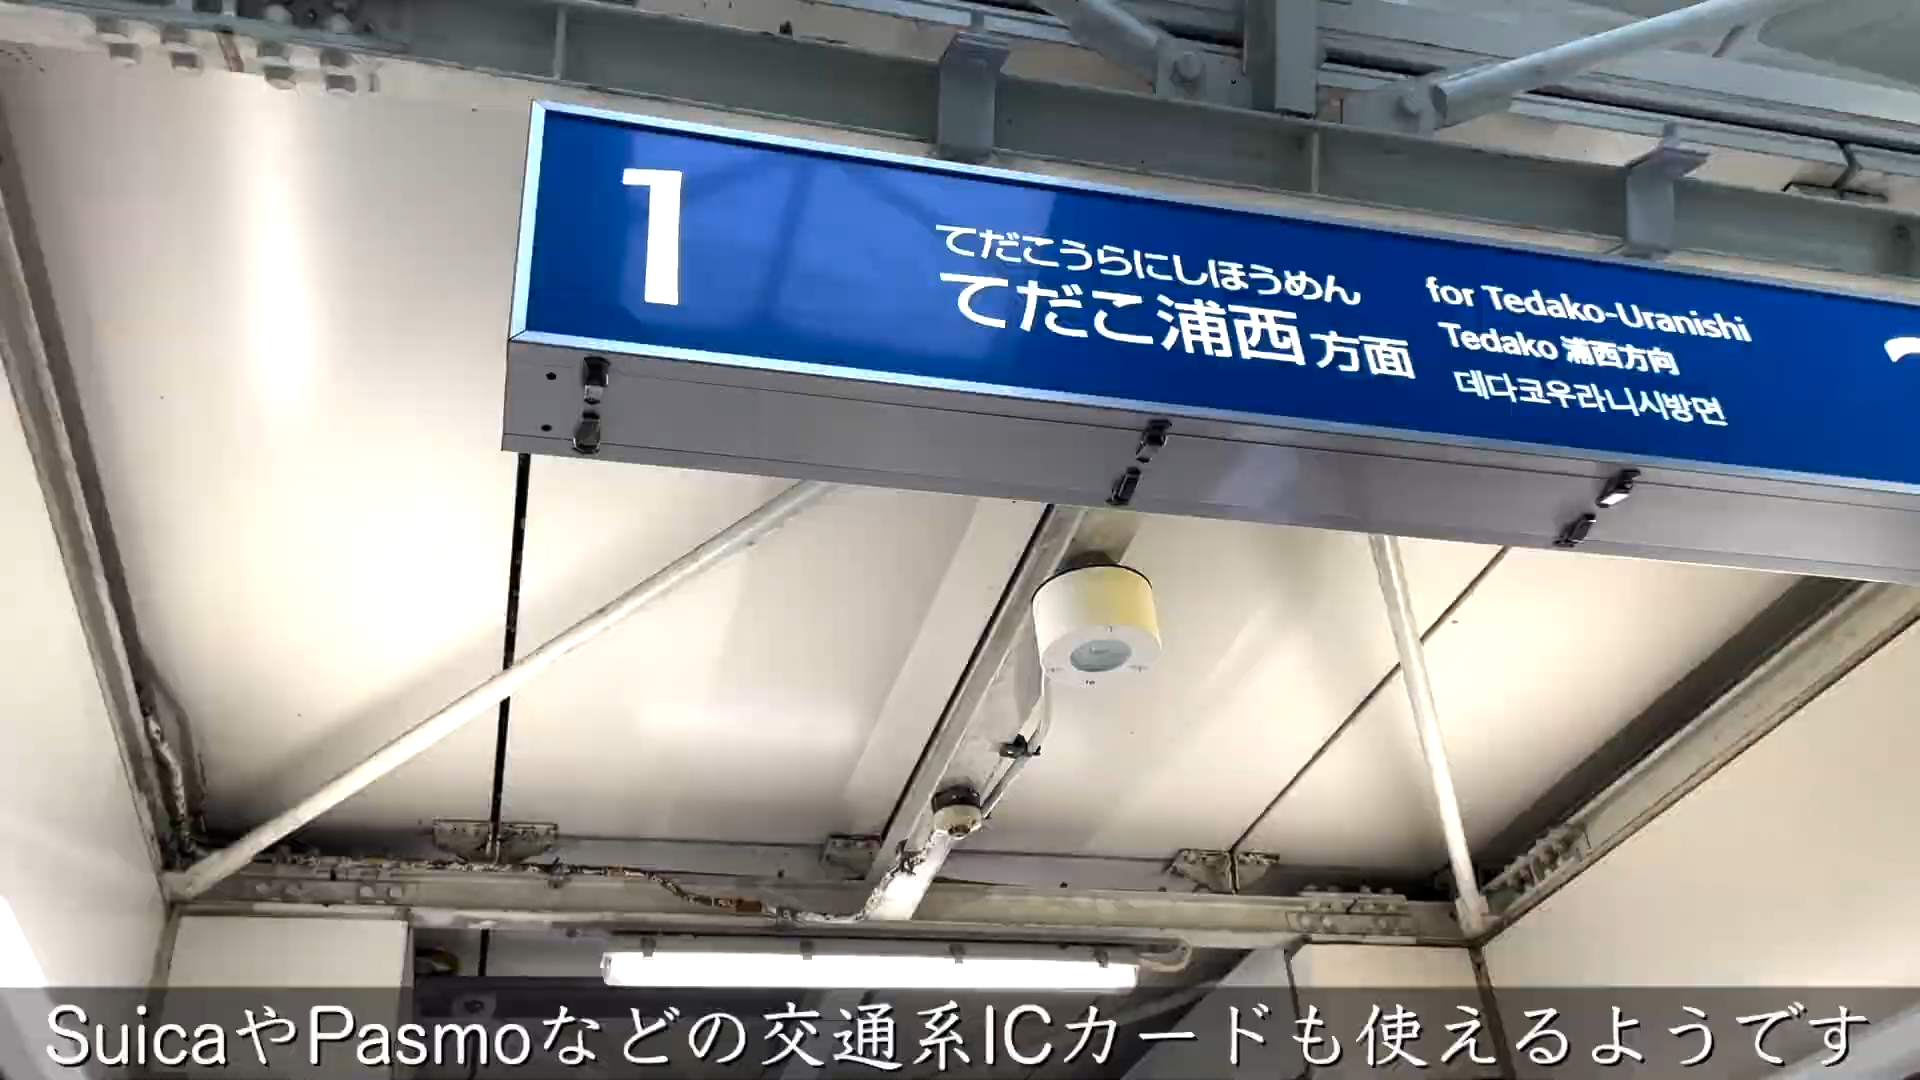 1
てだこうらにしほうめん
てだこ浦西方面
for Tedako-Uranishi
Tedako 浦西方向
데다코우라니시방면
SuicaやPasmoなどの交通系ICカードも使えるようです